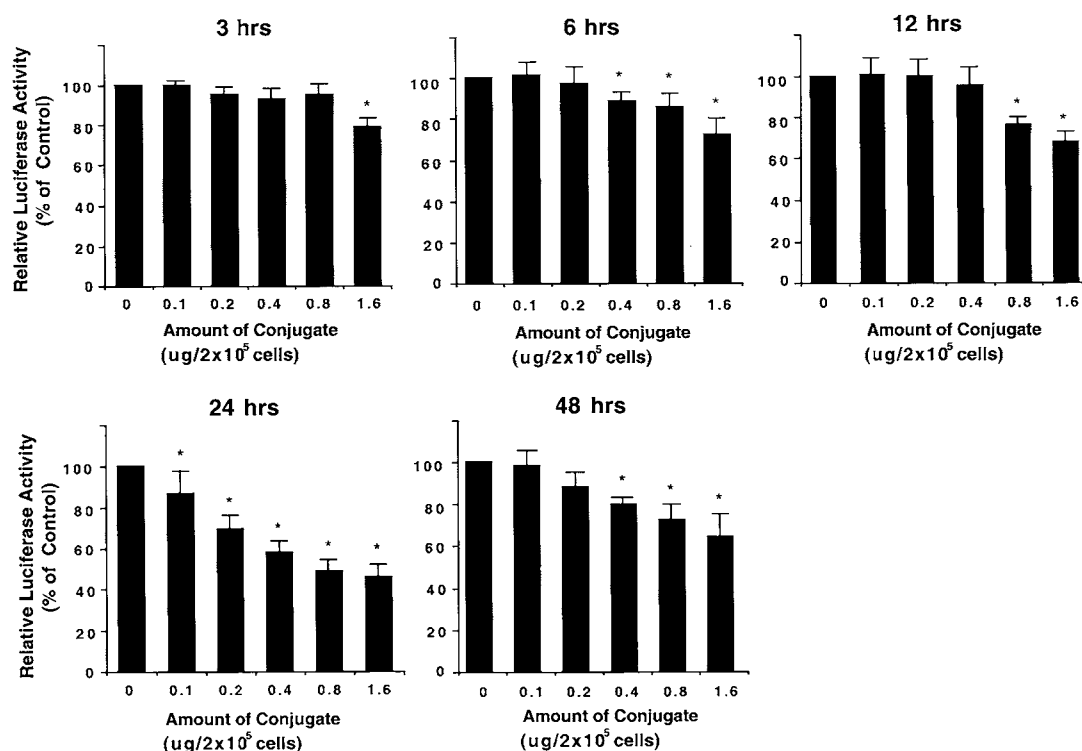 3 hrs
Relative Luciferase Activity
(% of Control)
100
80
60
40
20
0
*
0 0.1 0.2 0.4 0.8 1.6
Amount of Conjugate
(ug/2x10⁵ cells)
6 hrs
100
80
60
40
20
0
* * *
0 0.1 0.2 0.4 0.8 1.6
Amount of Conjugate
(ug/2x10⁵ cells)
12 hrs
100
80
60
40
20
0
* *
0 0.1 0.2 0.4 0.8 1.6
Amount of Conjugate
(ug/2x10⁵ cells)
24 hrs
Relative Luciferase Activity
(% of Control)
100
80
60
40
20
0
* * * * *
0 0.1 0.2 0.4 0.8 1.6
Amount of Conjugate
(ug/2x10⁵ cells)
48 hrs
100
80
60
40
20
0
* * *
0 0.1 0.2 0.4 0.8 1.6
Amount of Conjugate
(ug/2x10⁵ cells)